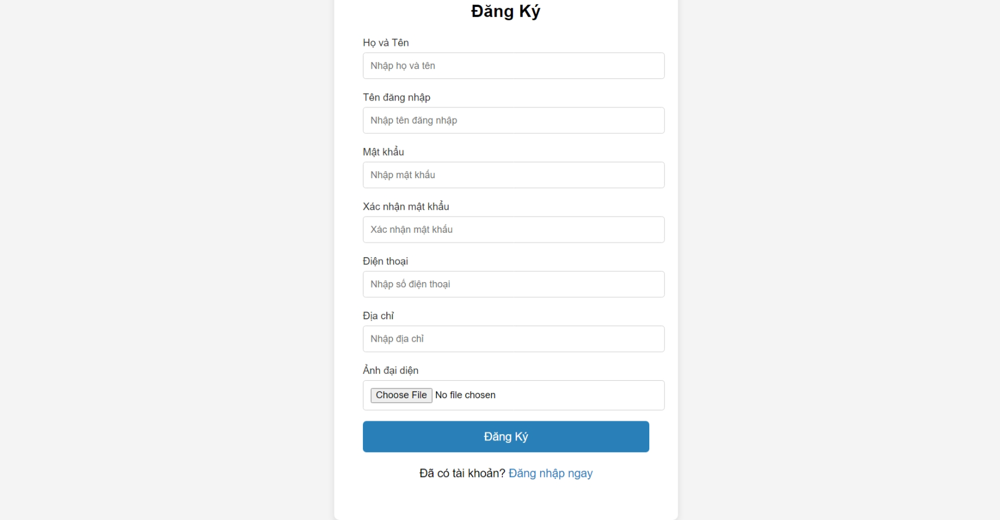 Đăng Ký
Họ và Tên
Nhập họ và tên
Tên đăng nhập
Nhập tên đăng nhập
Mật khẩu
Nhập mật khẩu
Xác nhận mật khẩu
Xác nhận mật khẩu
Điện thoại
Nhập số điện thoại
Địa chỉ
Nhập địa chỉ
Ảnh đại diện
Choose File No file chosen
Đăng Ký
Đã có tài khoản? Đăng nhập ngay